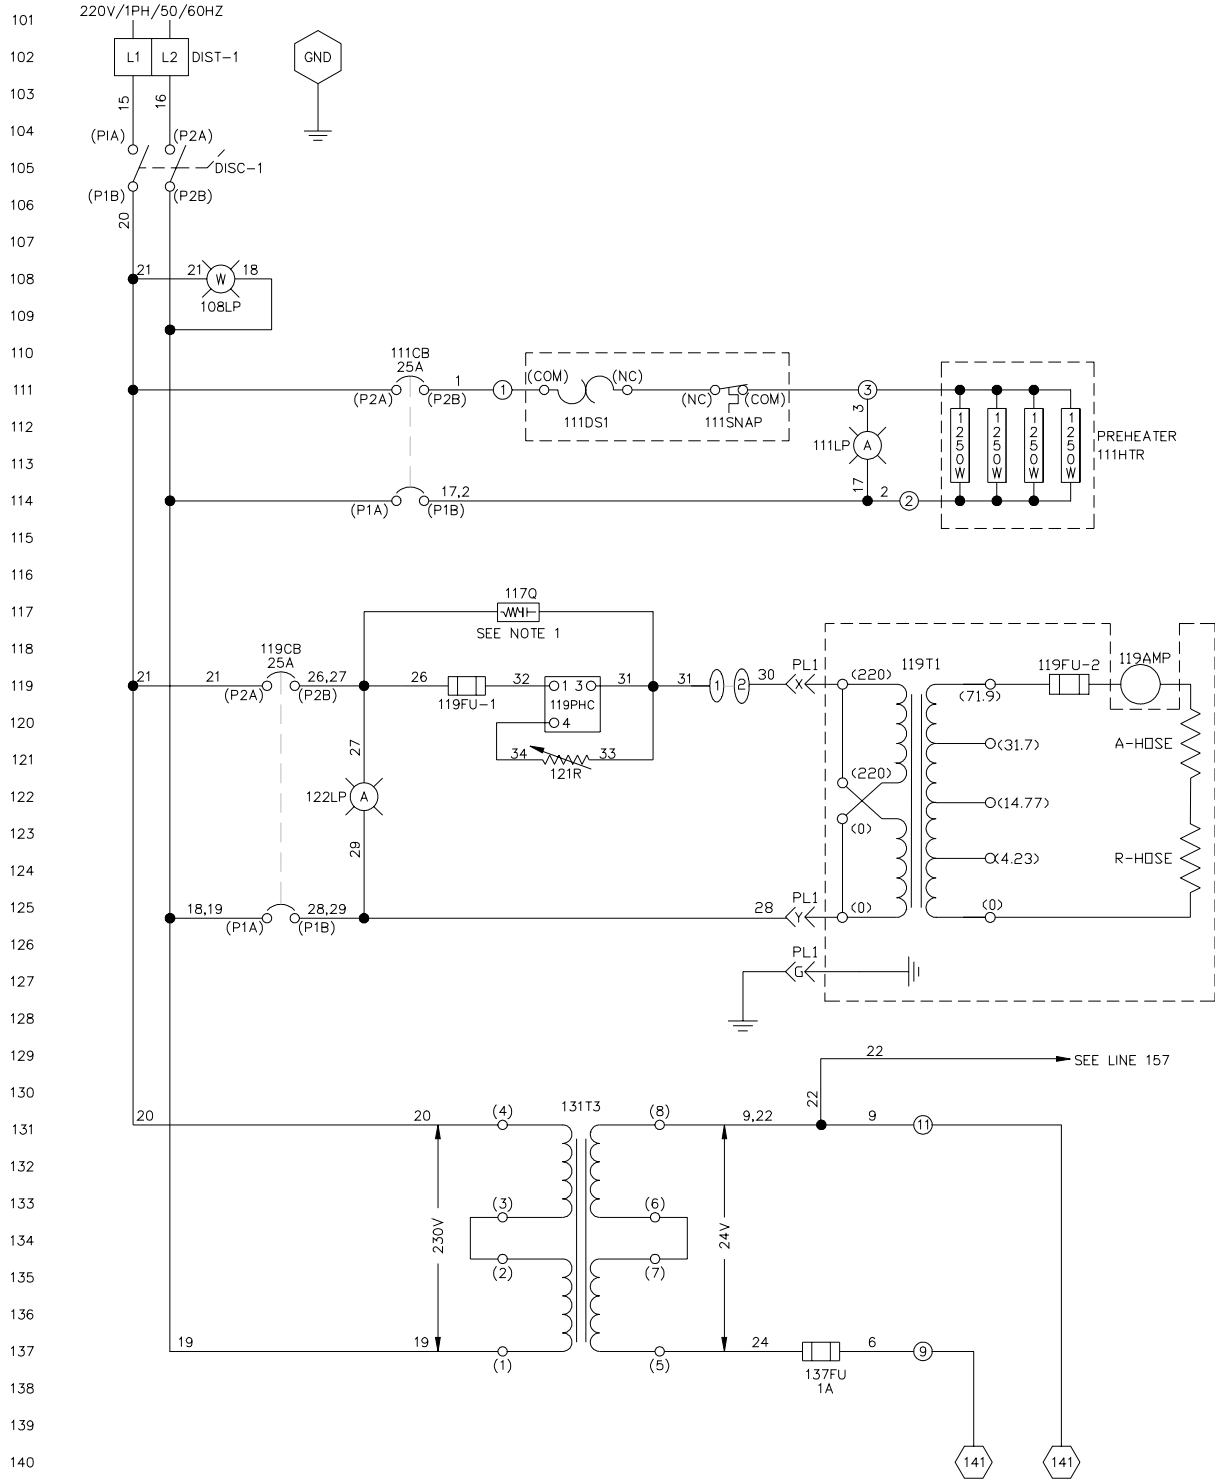 220V/1PH/50/60HZ
101
102
L1 L2 DIST-1
GND
103
15 16
104
(PIA) (P2A)
105
DISC-1
(P1B) (P2B)
106
20
107
108
21 21 W 18
108LP
109
110
111CB
25A
111
(P2A) (P2B) 1 1 (COM) (NC) (NC) (COM) 3
111DS1 111SNAP
112
3
111LP A
1250W 1250W 1250W 1250W
PREHEATER
111HTR
113
17
114
(P1A) (P1B) 17,2 2 2
115
116
117Q
117
SEE NOTE 1
118
119CB
25A
PL1 119T1 119FU-2 119AMP
119
21 21 (P2A) (P2B) 26,27 26 32 1 3 31 31 1 2 30 X (220) (71.9)
119FU-1 119PHC
120
4
27 34 33 (31.7) A-HOSE
121
121R
(220)
122
122LP A
(14.77)
123
(0)
29
124
(4.23) R-HOSE
125
18,19 (P1A) (P1B) 28,29 28 PL1 Y (0) (0)
126
PL1
127
G
128
129
22
SEE LINE 157
130
22
131T3
131
20 20 (4) (8) 9,22 9 11
132
133
(3) (6)
134
230V 24V
135
(2) (7)
136
137
19 19 (1) (5) 24 6 9
137FU
1A
138
139
140
141 141